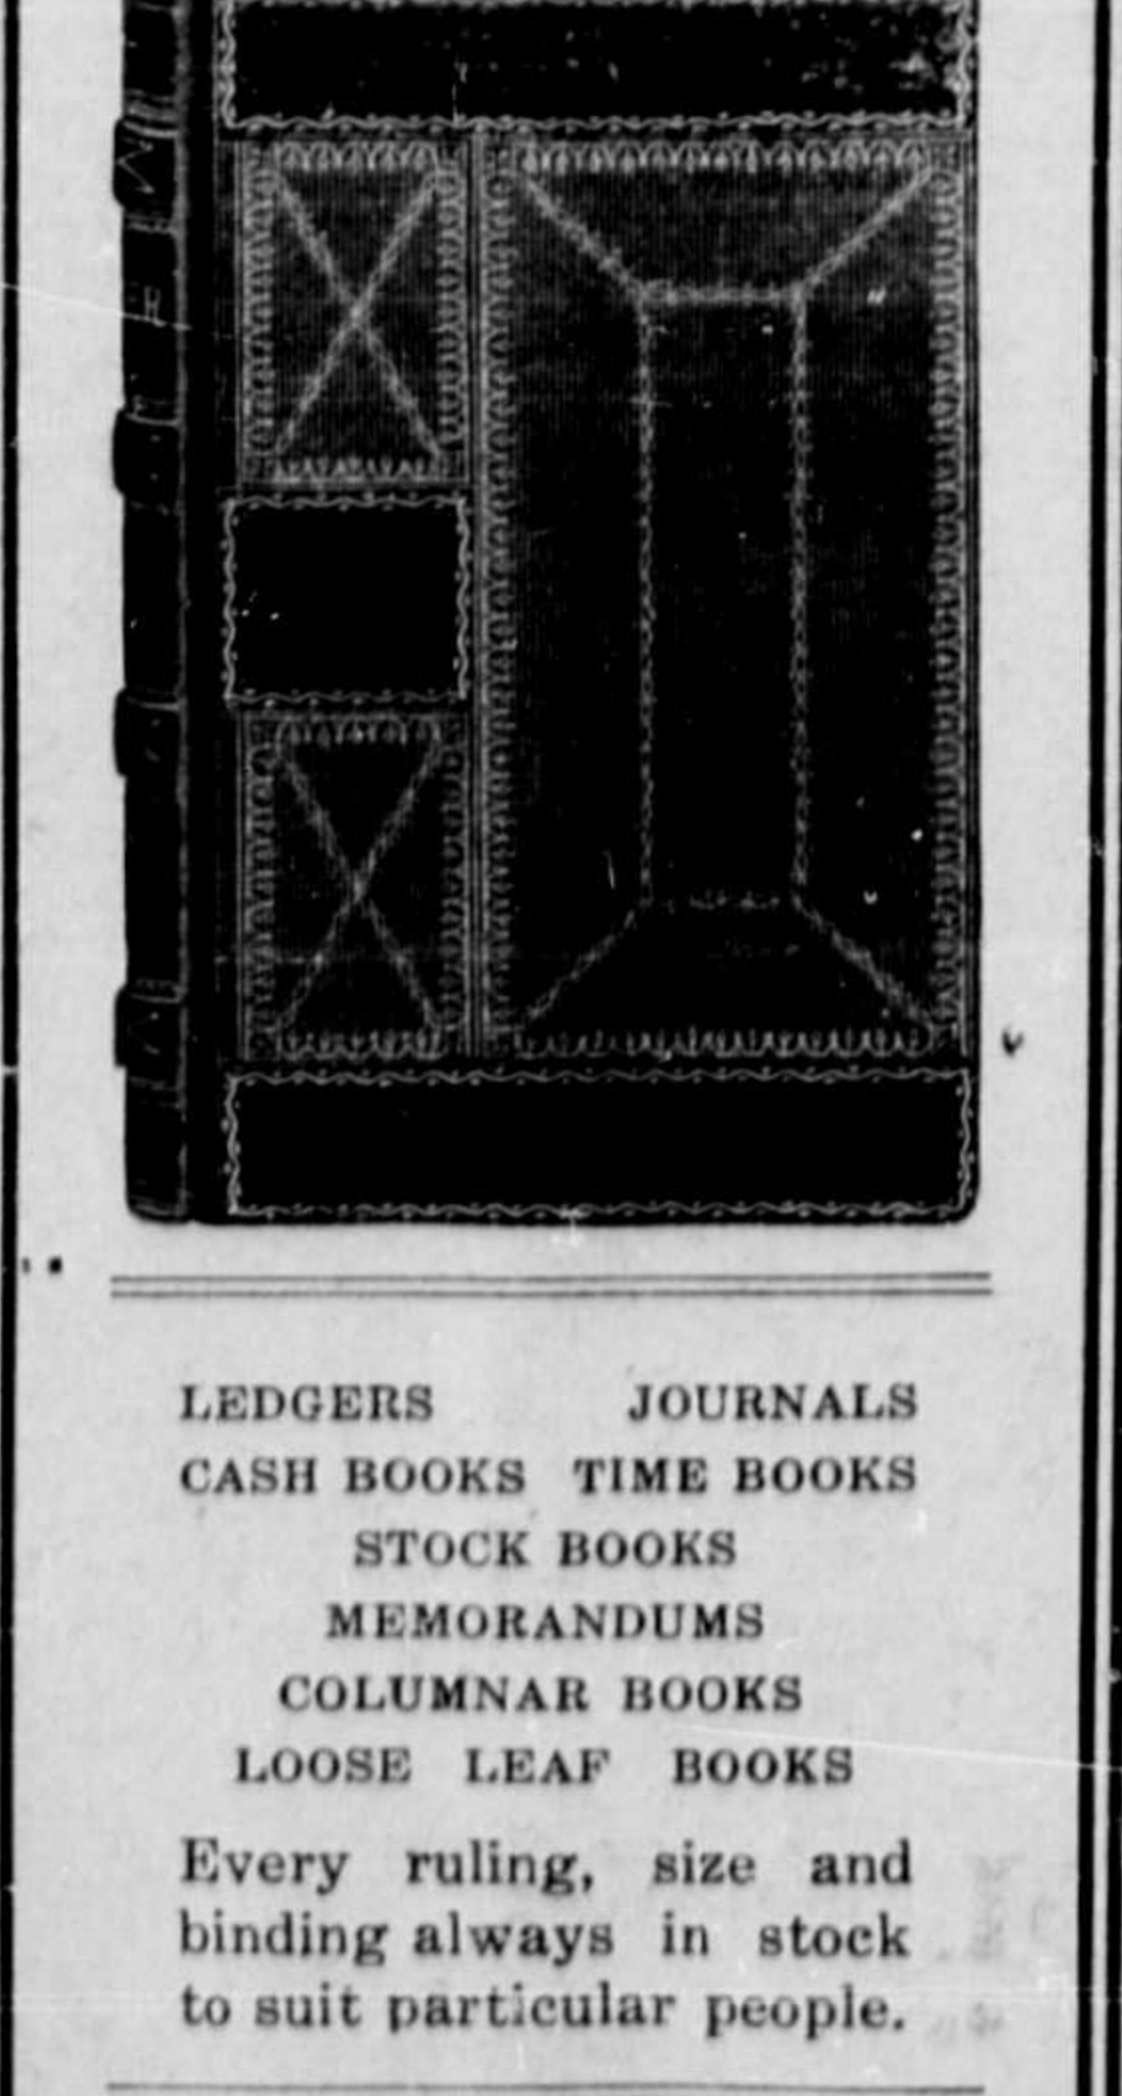 LEDGERS JOURNALS
CASH BOOKS TIME BOOKS
STOCK BOOKS
MEMORANDUMS
COLUMNAR BOOKS
LOOSE LEAF BOOKS
Every ruling, size and
binding always in stock
to suit particular people.